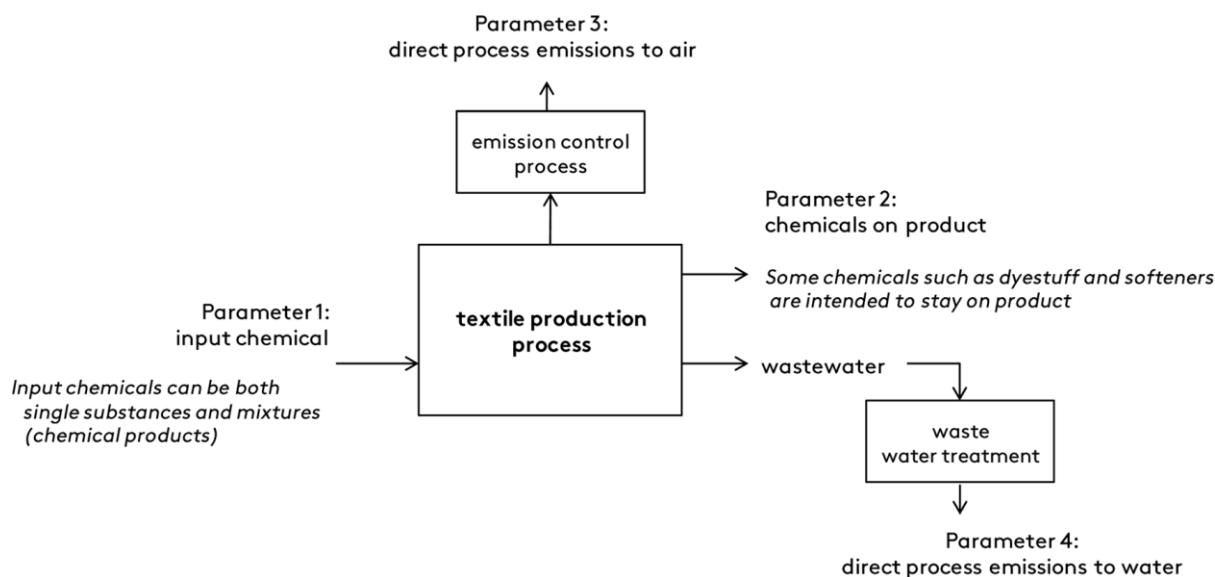 Parameter 3:
direct process emissions to air
emission control
process
Parameter 2:
chemicals on product
Some chemicals such as dyestuff and softeners
are intended to stay on product
Parameter 1:
input chemical
textile production
process
Input chemicals can be both
single substances and mixtures
(chemical products)
wastewater
waste
water treatment
Parameter 4:
direct process emissions to water